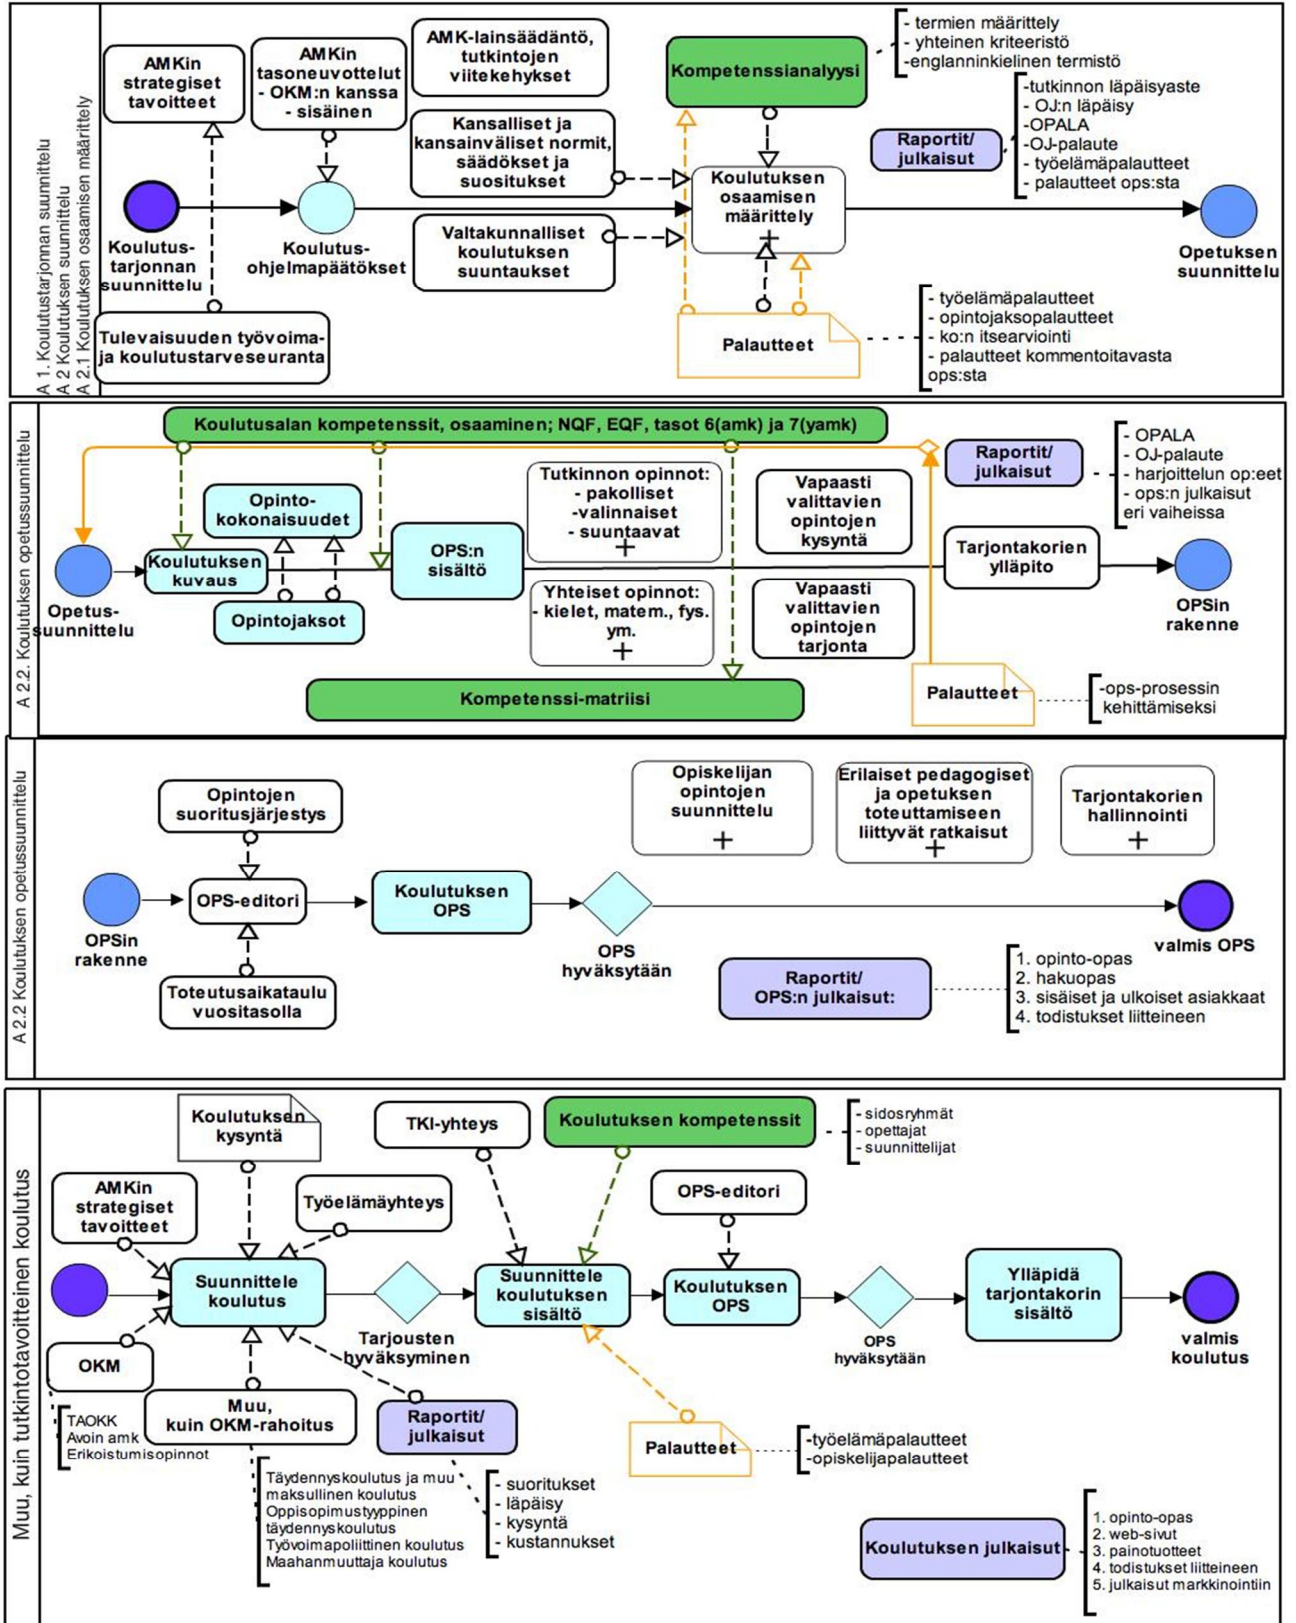 A 1. Koulutustarjonnan suunnittelu
A 2 Koulutuksen suunnittelu
A 2.1 Koulutuksen osaamisen määrittely
AMKin
strategiset
tavoitteet
AMKin
tasoneuvottelut
- OKM:n kanssa
- sisäinen
AMK-lainsäädäntö,
tutkintojen
viitekehykset
Kansalliset ja
kansainväliset normit,
säädökset ja
suositukset
Valtakunnalliset
koulutuksen
suuntaukset
Kompetenssianalyysi
- termien määrittely
- yhteinen kriteeristö
-englanninkielinen termistö
Raportit/
julkaisut
-tutkinnon läpäisyaste
- OJ:n läpäisy
-OPALA
-OJ-palaute
- työelämäpalautteet
- palautteet ops:sta
Koulutus-
tarjonnan
suunnittelu
Koulutus-
ohjelmapäätökset
Koulutuksen
osaamisen
määrittely
Opetuksen
suunnittelu
Tulevaisuuden työvoima-
ja koulutustarveseuranta
Palautteet
- työelämäpalautteet
- opintojaksopalautteet
- ko:n itsearviointi
- palautteet kommentoitavasta
ops:sta
A 2.2. Koulutuksen opetussuunnittelu
Koulutusalan kompetenssit, osaaminen; NQF, EQF, tasot 6(amk) ja 7(yamk)
Opinto-
kokonaisuudet
Tutkinnon opinnot:
- pakolliset
-valinnaiset
- suuntaavat
Vapaasti
valittavien
opintojen
kysyntä
Raportit/
julkaisut
- OPALA
- OJ-palaute
- harjoittelun op:eet
- ops:n julkaisut
eri vaiheissa
Opetus-
suunnittelu
Koulutuksen
kuvaus
OPS:n
sisältö
Tarjontakorien
ylläpito
OPSin
rakenne
Opintojaksot
Yhteiset opinnot:
- kielet, matem., fys.
ym.
Vapaasti
valittavien
opintojen
tarjonta
Kompetenssi-matriisi
Palautteet
-ops-prosessin
kehittämiseksi
A 2.2 Koulutuksen opetussuunnittelu
Opintojen
suoritusjärjestys
Opiskelijan
opintojen
suunnittelu
Erilaiset pedagogiset
ja opetuksen
toteuttamiseen
liittyvät ratkaisut
Tarjontakorien
hallinnointi
OPSin
rakenne
OPS-editori
Koulutuksen
OPS
OPS
hyväksytään
valmis OPS
Toteutusaikataulu
vuositasolla
Raportit/
OPS:n julkaisut:
1. opinto-opas
2. hakuopas
3. sisäiset ja ulkoiset asiakkaat
4. todistukset liitteineen
Muu, kuin tutkintotavoitteinen koulutus
Koulutuksen
kysyntä
TKI-yhteys
Koulutuksen kompetenssit
- sidosryhmät
- opettajat
- suunnittelijat
AMKin
strategiset
tavoitteet
Työelämäyhteys
OPS-editori
Suunnittele
koulutus
Tarjousten
hyväksyminen
Suunnittele
koulutuksen
sisältö
Koulutuksen
OPS
OPS
hyväksytään
Ylläpidä
tarjontakorin
sisältö
valmis
koulutus
OKM
TAOKK
Avoin amk
Erikoistumisopinnot
Muu,
kuin OKM-rahoitus
Raportit/
julkaisut
Täydennyskoulutus ja muu
maksullinen koulutus
Oppisopimustyyppinen
täydennyskoulutus
Työvoimapoliittinen koulutus
Maahanmuuttaja koulutus
- suoritukset
- läpäisy
- kysyntä
- kustannukset
Palautteet
-työelämäpalautteet
-opiskelijapalautteet
Koulutuksen julkaisut
1. opinto-opas
2. web-sivut
3. painotuotteet
4. todistukset liitteineen
5. julkaisut markkinointiin